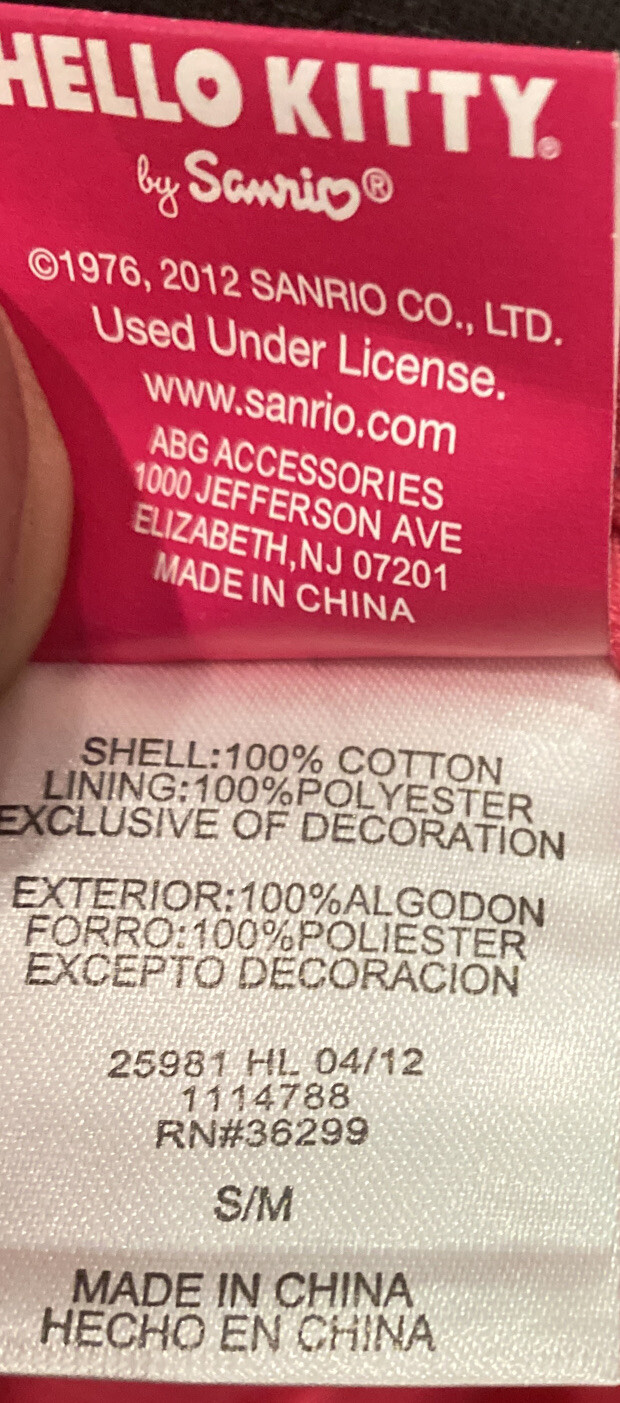 HELLO KITTY®
by Sanrio®
©1976, 2012 SANRIO CO., LTD.
Used Under License.
www.sanrio.com
ABG ACCESSORIES
1000 JEFFERSON AVE
ELIZABETH,NJ 07201
MADE IN CHINA
SHELL:100% COTTON
LINING:100%POLYESTER
EXCLUSIVE OF DECORATION
EXTERIOR:100%ALGODON
FORRO:100%POLIESTER
EXCEPTO DECORACION
25981 HL 04/12
1114788
RN#36299
S/M
MADE IN CHINA
HECHO EN CHINA